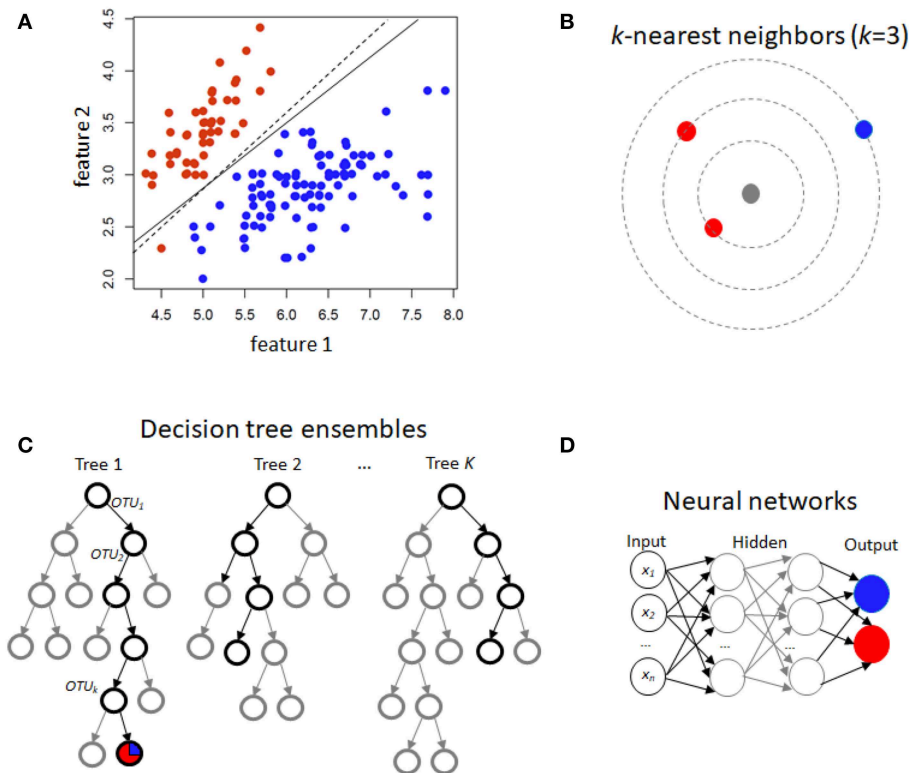 A
4.5
4.0
3.5
3.0
2.5
2.0
feature 2
4.5 5.0 5.5 6.0 6.5 7.0 7.5 8.0
feature 1
B
k-nearest neighbors (k=3)
C
Decision tree ensembles
Tree 1 Tree 2 ... Tree K
OTU1
OTU2
OTUk
D
Neural networks
Input Hidden Output
x1
x2
... ... ...
xn